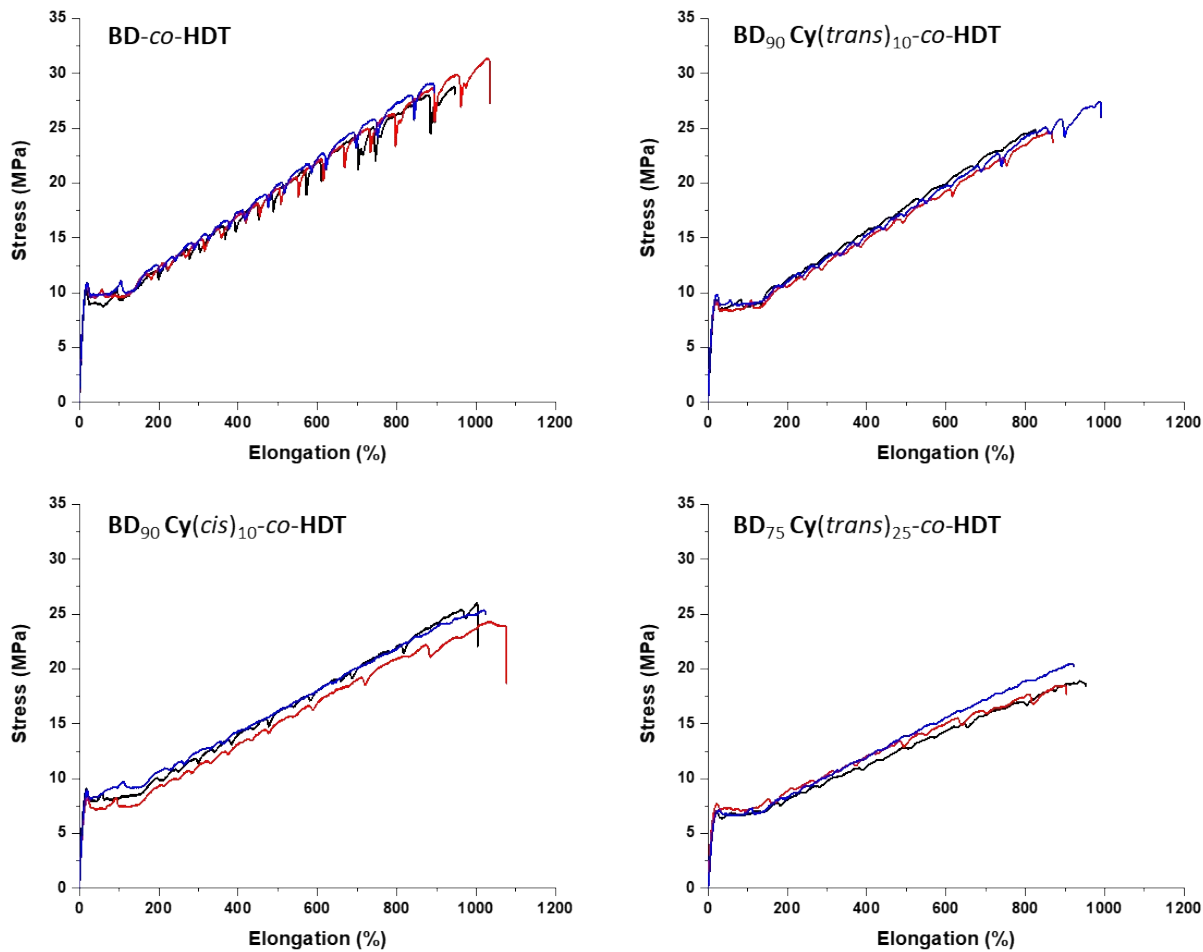 BD-co-HDT
35
30
25
20
15
10
5
0
Stress (MPa)
0 200 400 600 800 1000 1200
Elongation (%)
BD₉₀ Cy(trans)₁₀-co-HDT
35
30
25
20
15
10
5
0
Stress (MPa)
0 200 400 600 800 1000 1200
Elongation (%)
BD₉₀ Cy(cis)₁₀-co-HDT
35
30
25
20
15
10
5
0
Stress (MPa)
0 200 400 600 800 1000 1200
Elongation (%)
BD₇₅ Cy(trans)₂₅-co-HDT
35
30
25
20
15
10
5
0
Stress (MPa)
0 200 400 600 800 1000 1200
Elongation (%)